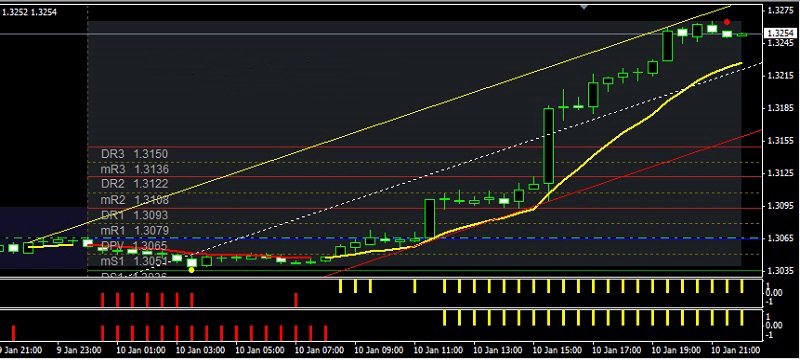 1.3252 1.3254
1.3275
1.3254
1.3245
1.3215
1.3185
1.3155
1.3125
1.3095
1.3065
1.3035
DR3 1.3150
mR3 1.3136
DR2 1.3122
mR2 1.3108
DR1 1.3093
mR1 1.3079
DPV 1.3065
mS1 1.3051
DS1 1.3036
1
0.00
-1
1
0.00
-1
9 Jan 21:00 9 Jan 23:00 10 Jan 01:00 10 Jan 03:00 10 Jan 05:00 10 Jan 07:00 10 Jan 09:00 10 Jan 11:00 10 Jan 13:00 10 Jan 15:00 10 Jan 17:00 10 Jan 19:00 10 Jan 21:00